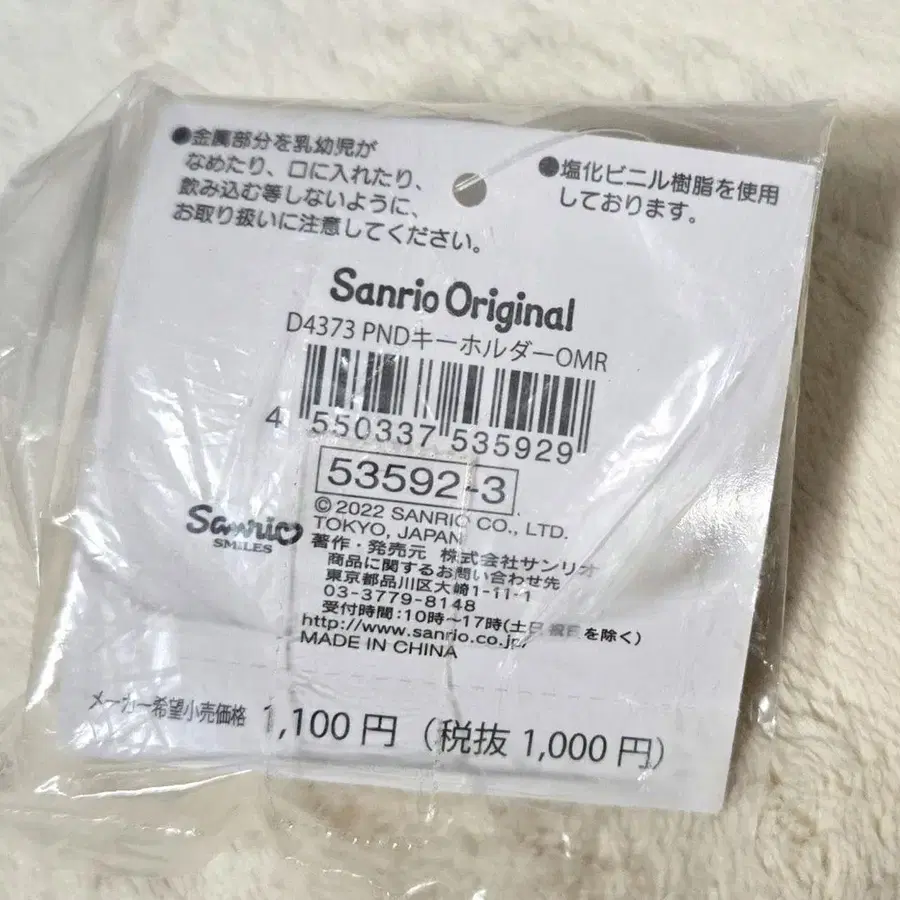 ●金属部分を乳幼児が
なめたり、口に入れたり、
飲み込む等しないように、
お取り扱いに注意してください。
●塩化ビニル樹脂を使用
しております。
Sanrio Original
D4373 PNDキーホルダーOMR
4 550337 535929
53592-3
© 2022 SANRIO CO., LTD.
TOKYO, JAPAN
Sanrio
SMILES
著作・発売元 株式会社サンリオ
商品に関するお問い合わせ先
東京都品川区大崎1-11-1
03-3779-8148
受付時間:10時〜17時(土日祝日を除く)
http://www.sanrio.co.jp/
MADE IN CHINA
メーカー希望小売価格 1,100 円 (税抜 1,000 円)